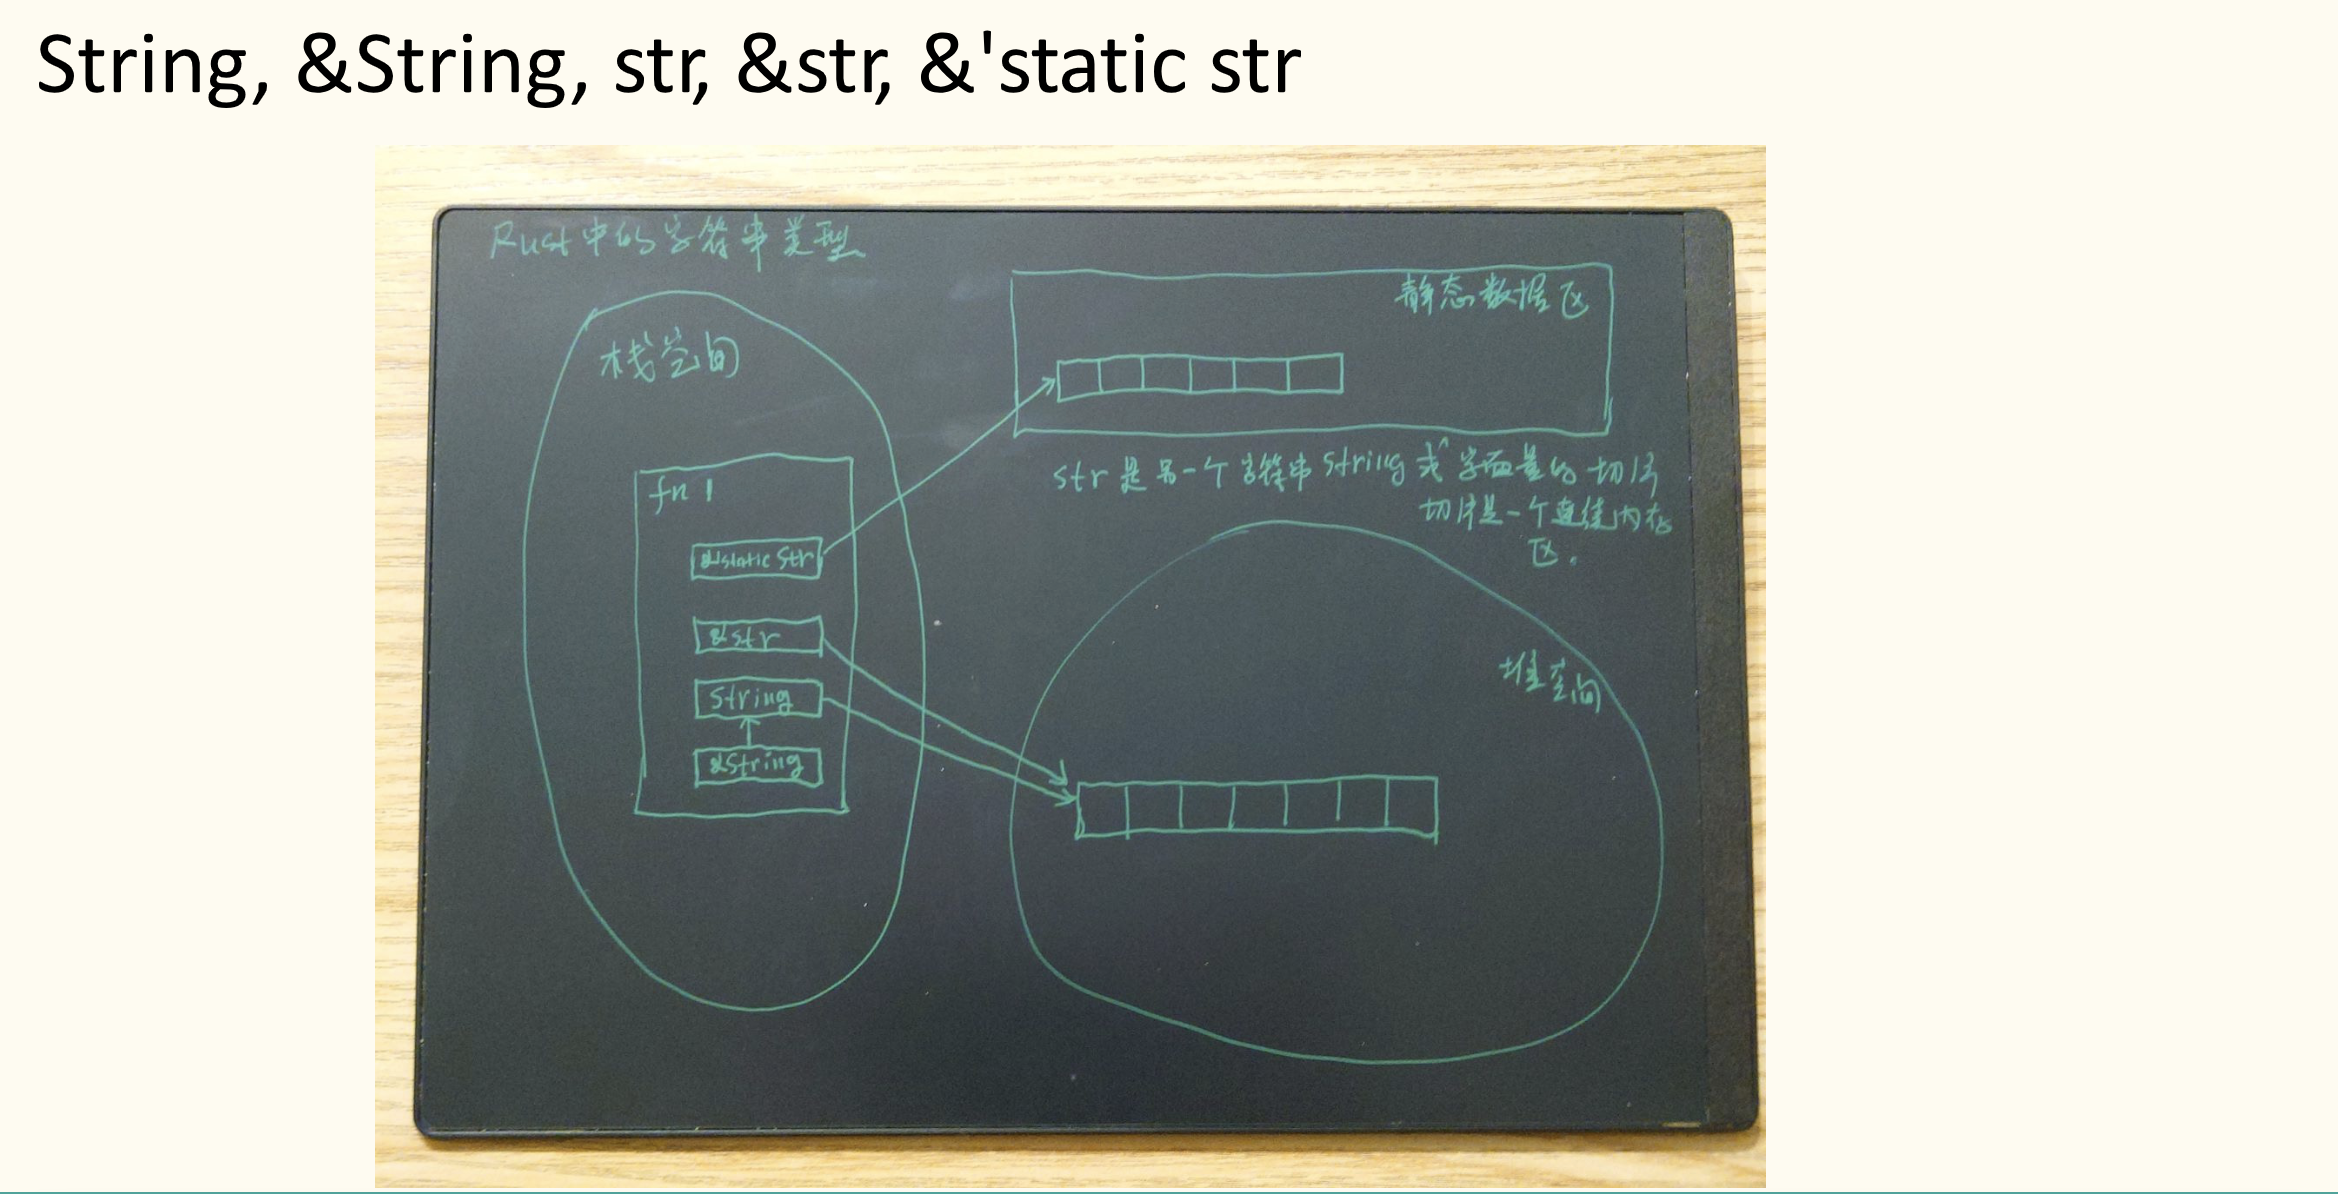 String, &String, str, &str, &'static str
Rust中的字符串类型
静态数据区
栈空间
str是另一个字符串String或字面量的切片
切片是一个连续内存
区。
fn 1
&'static str
&str
String
&String
堆空间